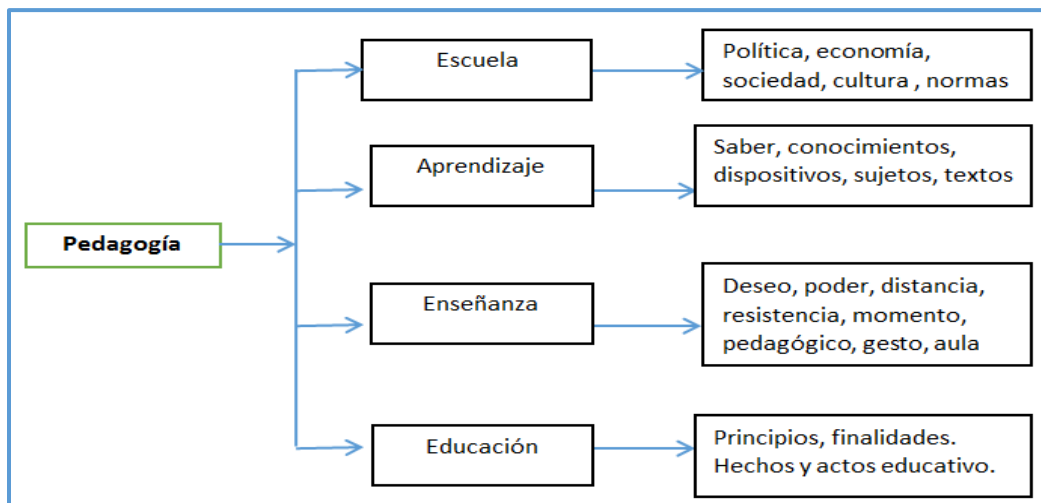 Pedagogía
Escuela
Política, economía,
sociedad, cultura , normas
Aprendizaje
Saber, conocimientos,
dispositivos, sujetos, textos
Enseñanza
Deseo, poder, distancia,
resistencia, momento,
pedagógico, gesto, aula
Educación
Principios, finalidades.
Hechos y actos educativo.